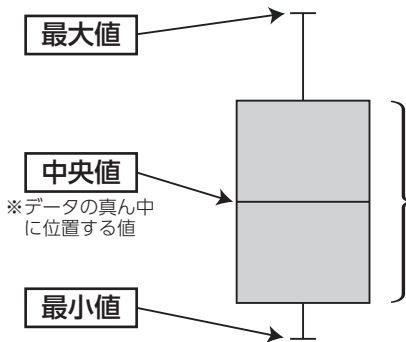 最大値
中央値
※データの真ん中
に位置する値
最小値